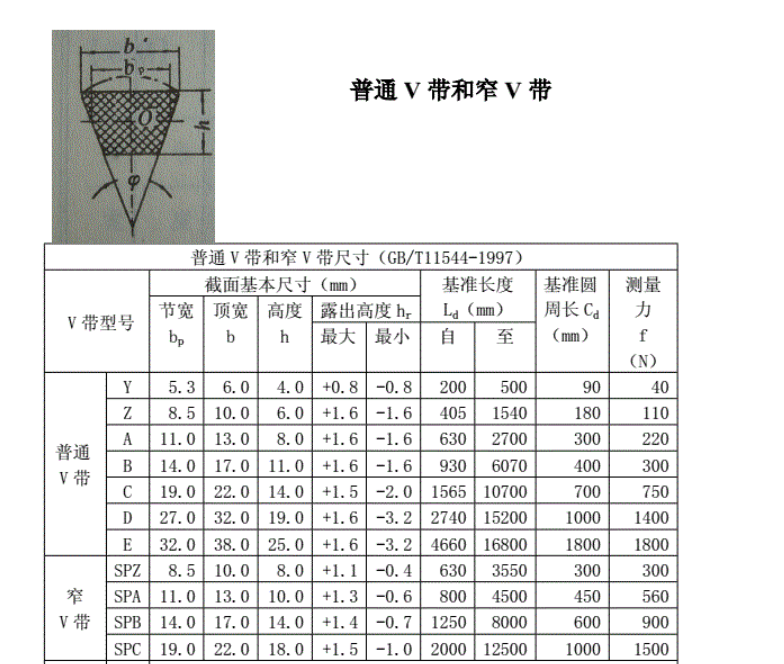 b
bₚ
普通 V 带和窄 V 带
O
h
φ
普通 V 带和窄 V 带尺寸（GB/T11544-1997）
V 带型号 截面基本尺寸（mm） 基准长度 Ld（mm） 基准圆周长 Cd（mm） 测量力 f（N）
节宽 bp 顶宽 b 高度 h 露出高度 hr 最大 最小 自 至
普通 V 带
Y 5.3 6.0 4.0 +0.8 -0.8 200 500 90 40
Z 8.5 10.0 6.0 +1.6 -1.6 405 1540 180 110
A 11.0 13.0 8.0 +1.6 -1.6 630 2700 300 220
B 14.0 17.0 11.0 +1.6 -1.6 930 6070 400 300
C 19.0 22.0 14.0 +1.5 -2.0 1565 10700 700 750
D 27.0 32.0 19.0 +1.6 -3.2 2740 15200 1000 1400
E 32.0 38.0 25.0 +1.6 -3.2 4660 16800 1800 1800
窄 V 带
SPZ 8.5 10.0 8.0 +1.1 -0.4 630 3550 300 300
SPA 11.0 13.0 10.0 +1.3 -0.6 800 4500 450 560
SPB 14.0 17.0 14.0 +1.4 -0.7 1250 8000 600 900
SPC 19.0 22.0 18.0 +1.5 -1.0 2000 12500 1000 1500